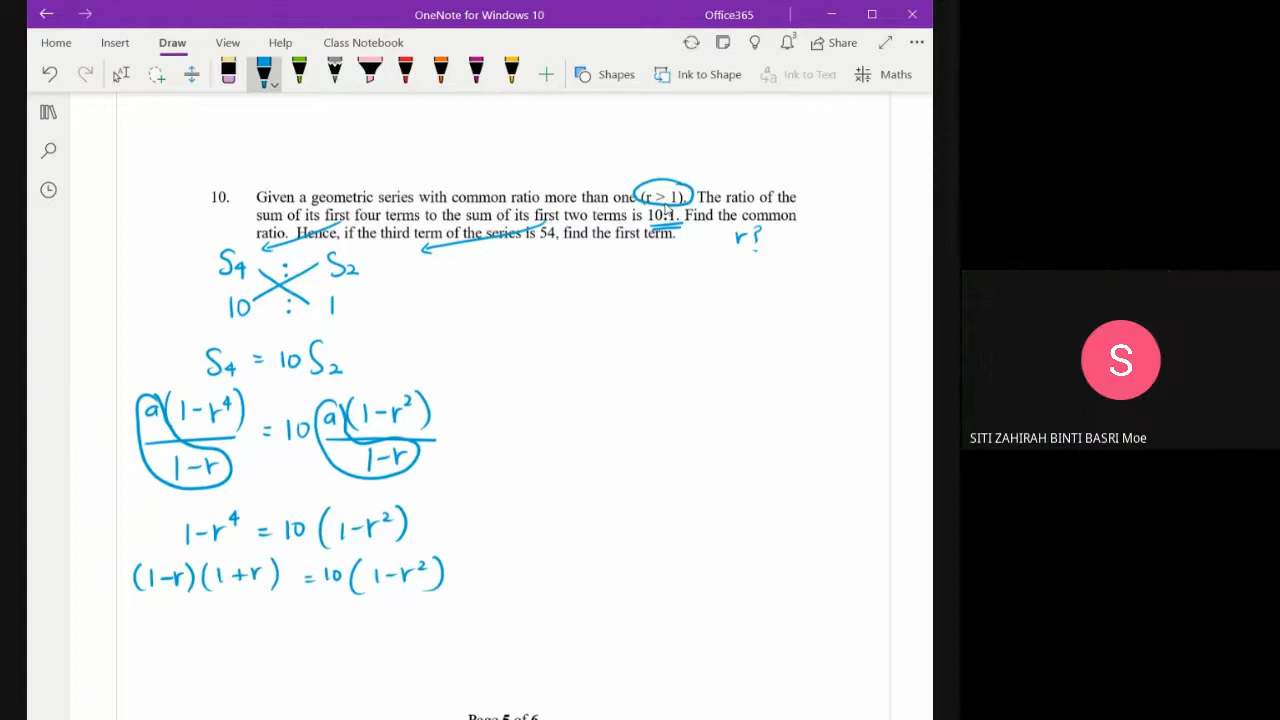 OneNote for Windows 10
Office365
Home Insert Draw View Help Class Notebook
3
Share
Shapes Ink to Shape Ink to Text Maths
10. Given a geometric series with common ratio more than one (r > 1). The ratio of the
sum of its first four terms to the sum of its first two terms is 10:1. Find the common
ratio. Hence, if the third term of the series is 54, find the first term.
r?
S4 : S2
10 : 1
S4 = 10 S2
a(1-r^4)/(1-r) = 10 a(1-r^2)/(1-r)
1-r^4 = 10 (1-r^2)
(1-r)(1+r) = 10 (1-r^2)
Page 5 of 6
S
SITI ZAHIRAH BINTI BASRI Moe